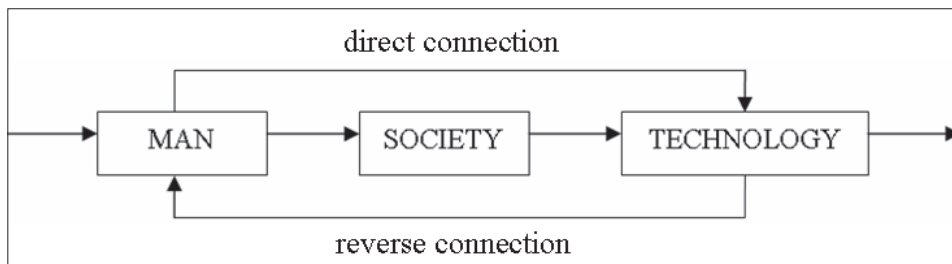 direct connection
MAN SOCIETY TECHNOLOGY
reverse connection